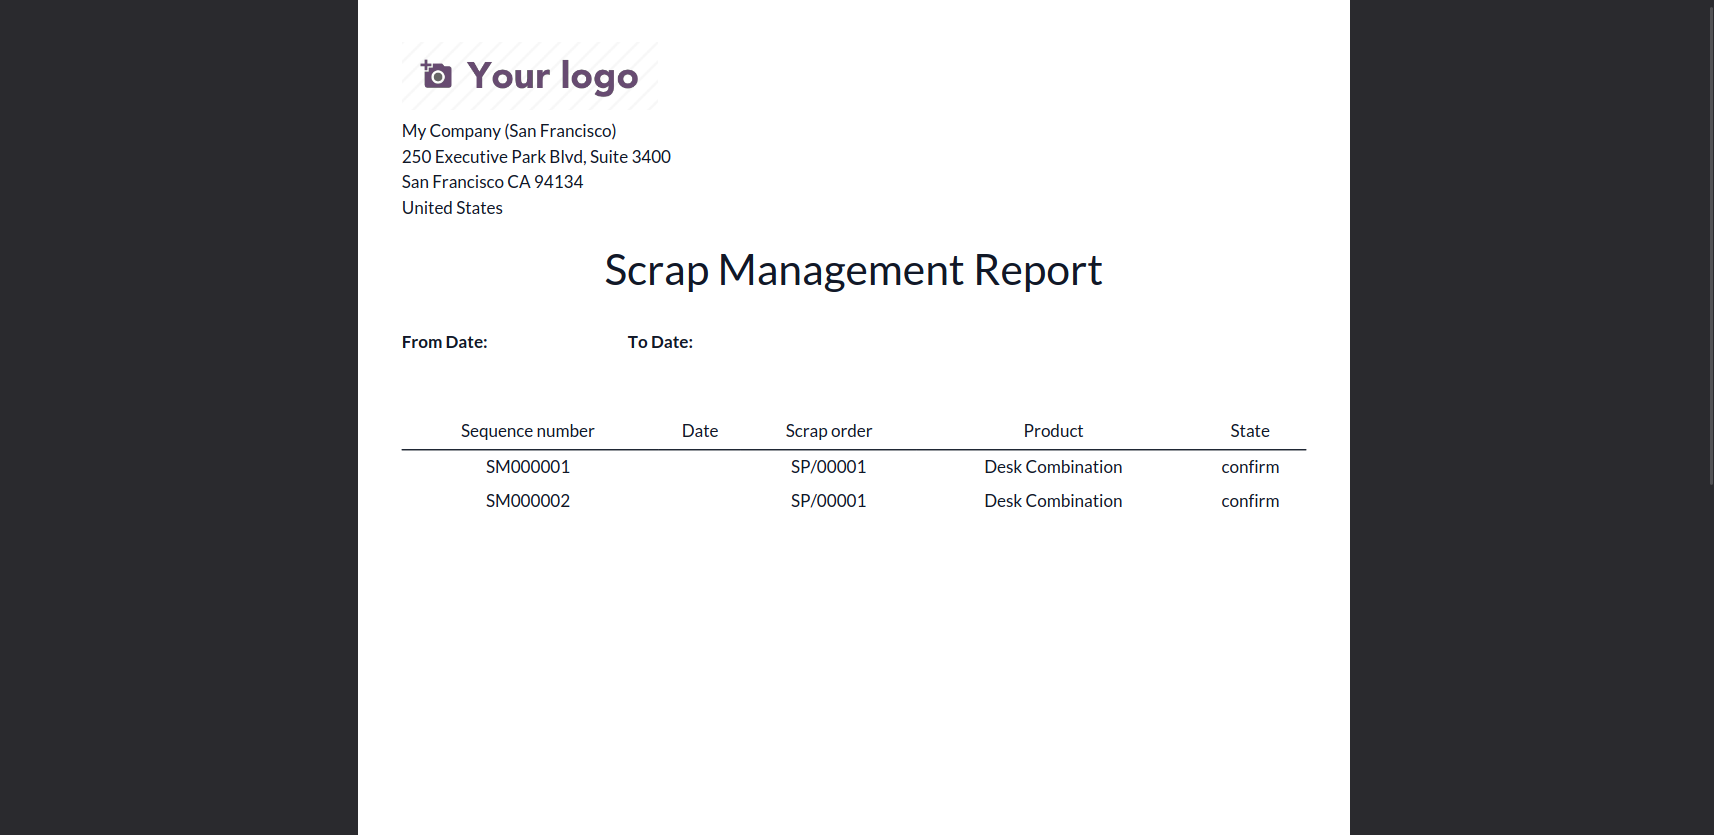 Your logo
My Company (San Francisco)
250 Executive Park Blvd, Suite 3400
San Francisco CA 94134
United States
Scrap Management Report
From Date: To Date:
Sequence number Date Scrap order Product State
SM000001 SP/00001 Desk Combination confirm
SM000002 SP/00001 Desk Combination confirm